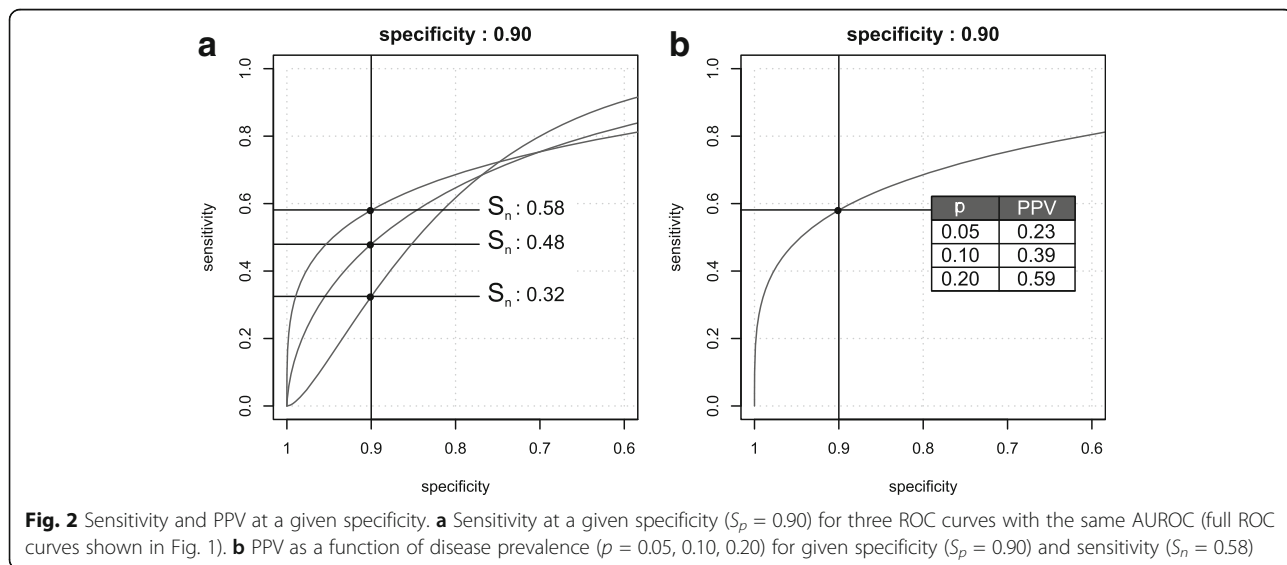 a
specificity : 0.90
1.0
0.8
0.6
0.4
0.2
0.0
sensitivity
Sn : 0.58
Sn : 0.48
Sn : 0.32
1 0.9 0.8 0.7 0.6
specificity
b
specificity : 0.90
1.0
0.8
0.6
0.4
0.2
0.0
sensitivity
p PPV
0.05 0.23
0.10 0.39
0.20 0.59
1 0.9 0.8 0.7 0.6
specificity
Fig. 2 Sensitivity and PPV at a given specificity. a Sensitivity at a given specificity (Sp = 0.90) for three ROC curves with the same AUROC (full ROC
curves shown in Fig. 1). b PPV as a function of disease prevalence (p = 0.05, 0.10, 0.20) for given specificity (Sp = 0.90) and sensitivity (Sn = 0.58)